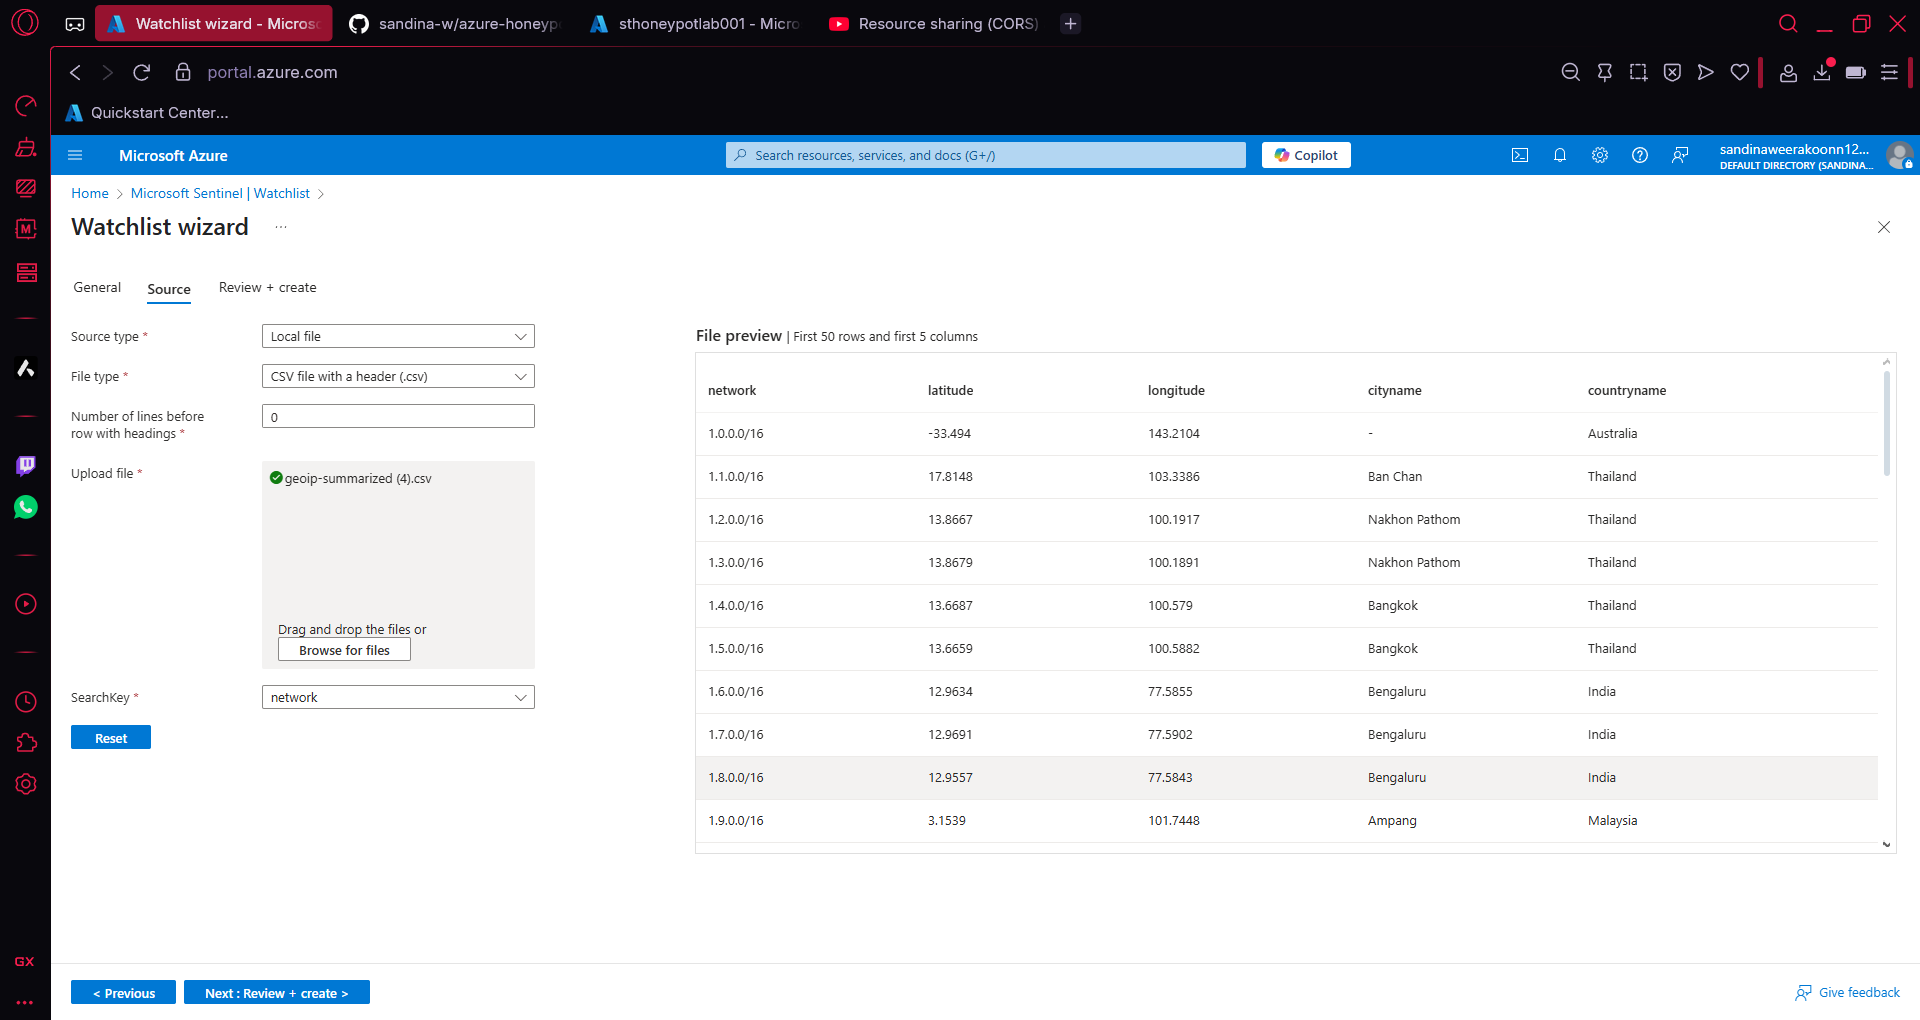 Watchlist wizard - Micros
sandina-w/azure-honeyp
sthoneypotlab001 - Micro
Resource sharing (CORS)
portal.azure.com
Quickstart Center...
Microsoft Azure
Search resources, services, and docs (G+/)
Copilot
sandinaweerakoonn12...
DEFAULT DIRECTORY (SANDINA...
Home > Microsoft Sentinel | Watchlist >
Watchlist wizard ...
General
Source
Review + create
Source type *
Local file
File type *
CSV file with a header (.csv)
Number of lines before
row with headings *
0
Upload file *
geoip-summarized (4).csv
Drag and drop the files or
Browse for files
SearchKey *
network
Reset
File preview | First 50 rows and first 5 columns
network latitude longitude cityname countryname
1.0.0.0/16 -33.494 143.2104 - Australia
1.1.0.0/16 17.8148 103.3386 Ban Chan Thailand
1.2.0.0/16 13.8667 100.1917 Nakhon Pathom Thailand
1.3.0.0/16 13.8679 100.1891 Nakhon Pathom Thailand
1.4.0.0/16 13.6687 100.579 Bangkok Thailand
1.5.0.0/16 13.6659 100.5882 Bangkok Thailand
1.6.0.0/16 12.9634 77.5855 Bengaluru India
1.7.0.0/16 12.9691 77.5902 Bengaluru India
1.8.0.0/16 12.9557 77.5843 Bengaluru India
1.9.0.0/16 3.1539 101.7448 Ampang Malaysia
M
GX
< Previous
Next : Review + create >
Give feedback